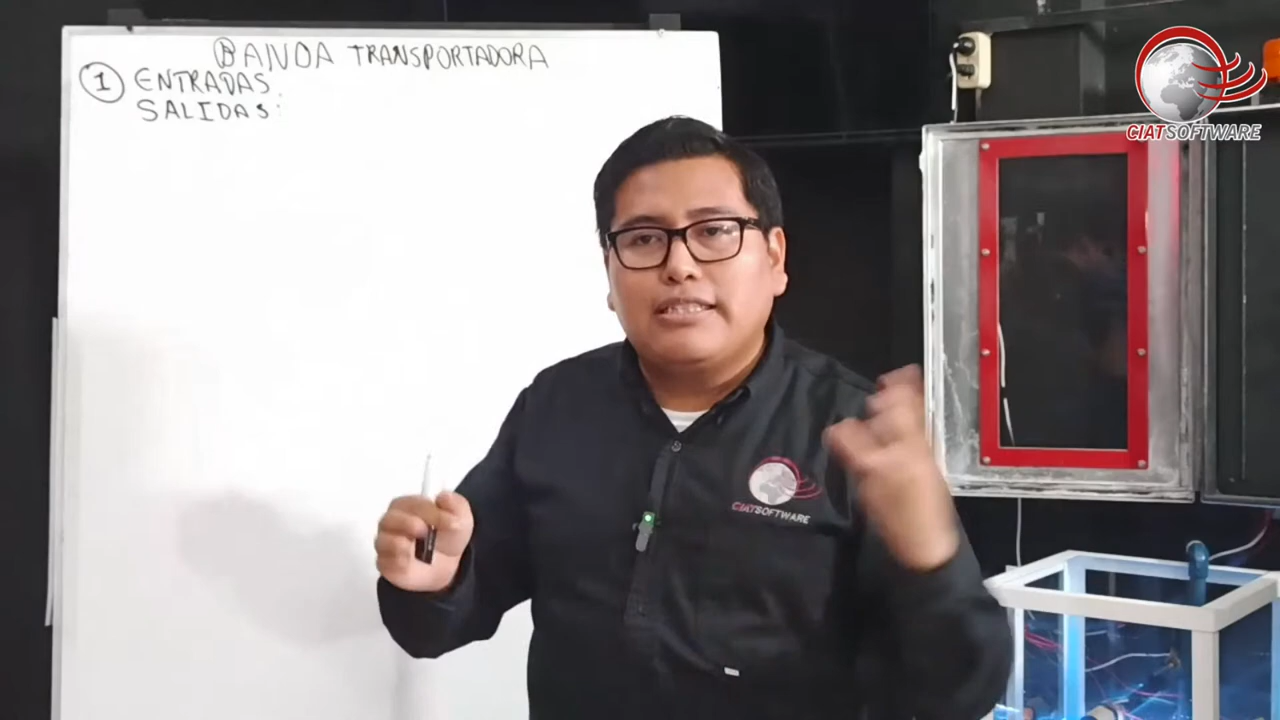 BANDA TRANSPORTADORA
1 ENTRADAS:
SALIDAS:
CIATSOFTWARE
CIATSOFTWARE